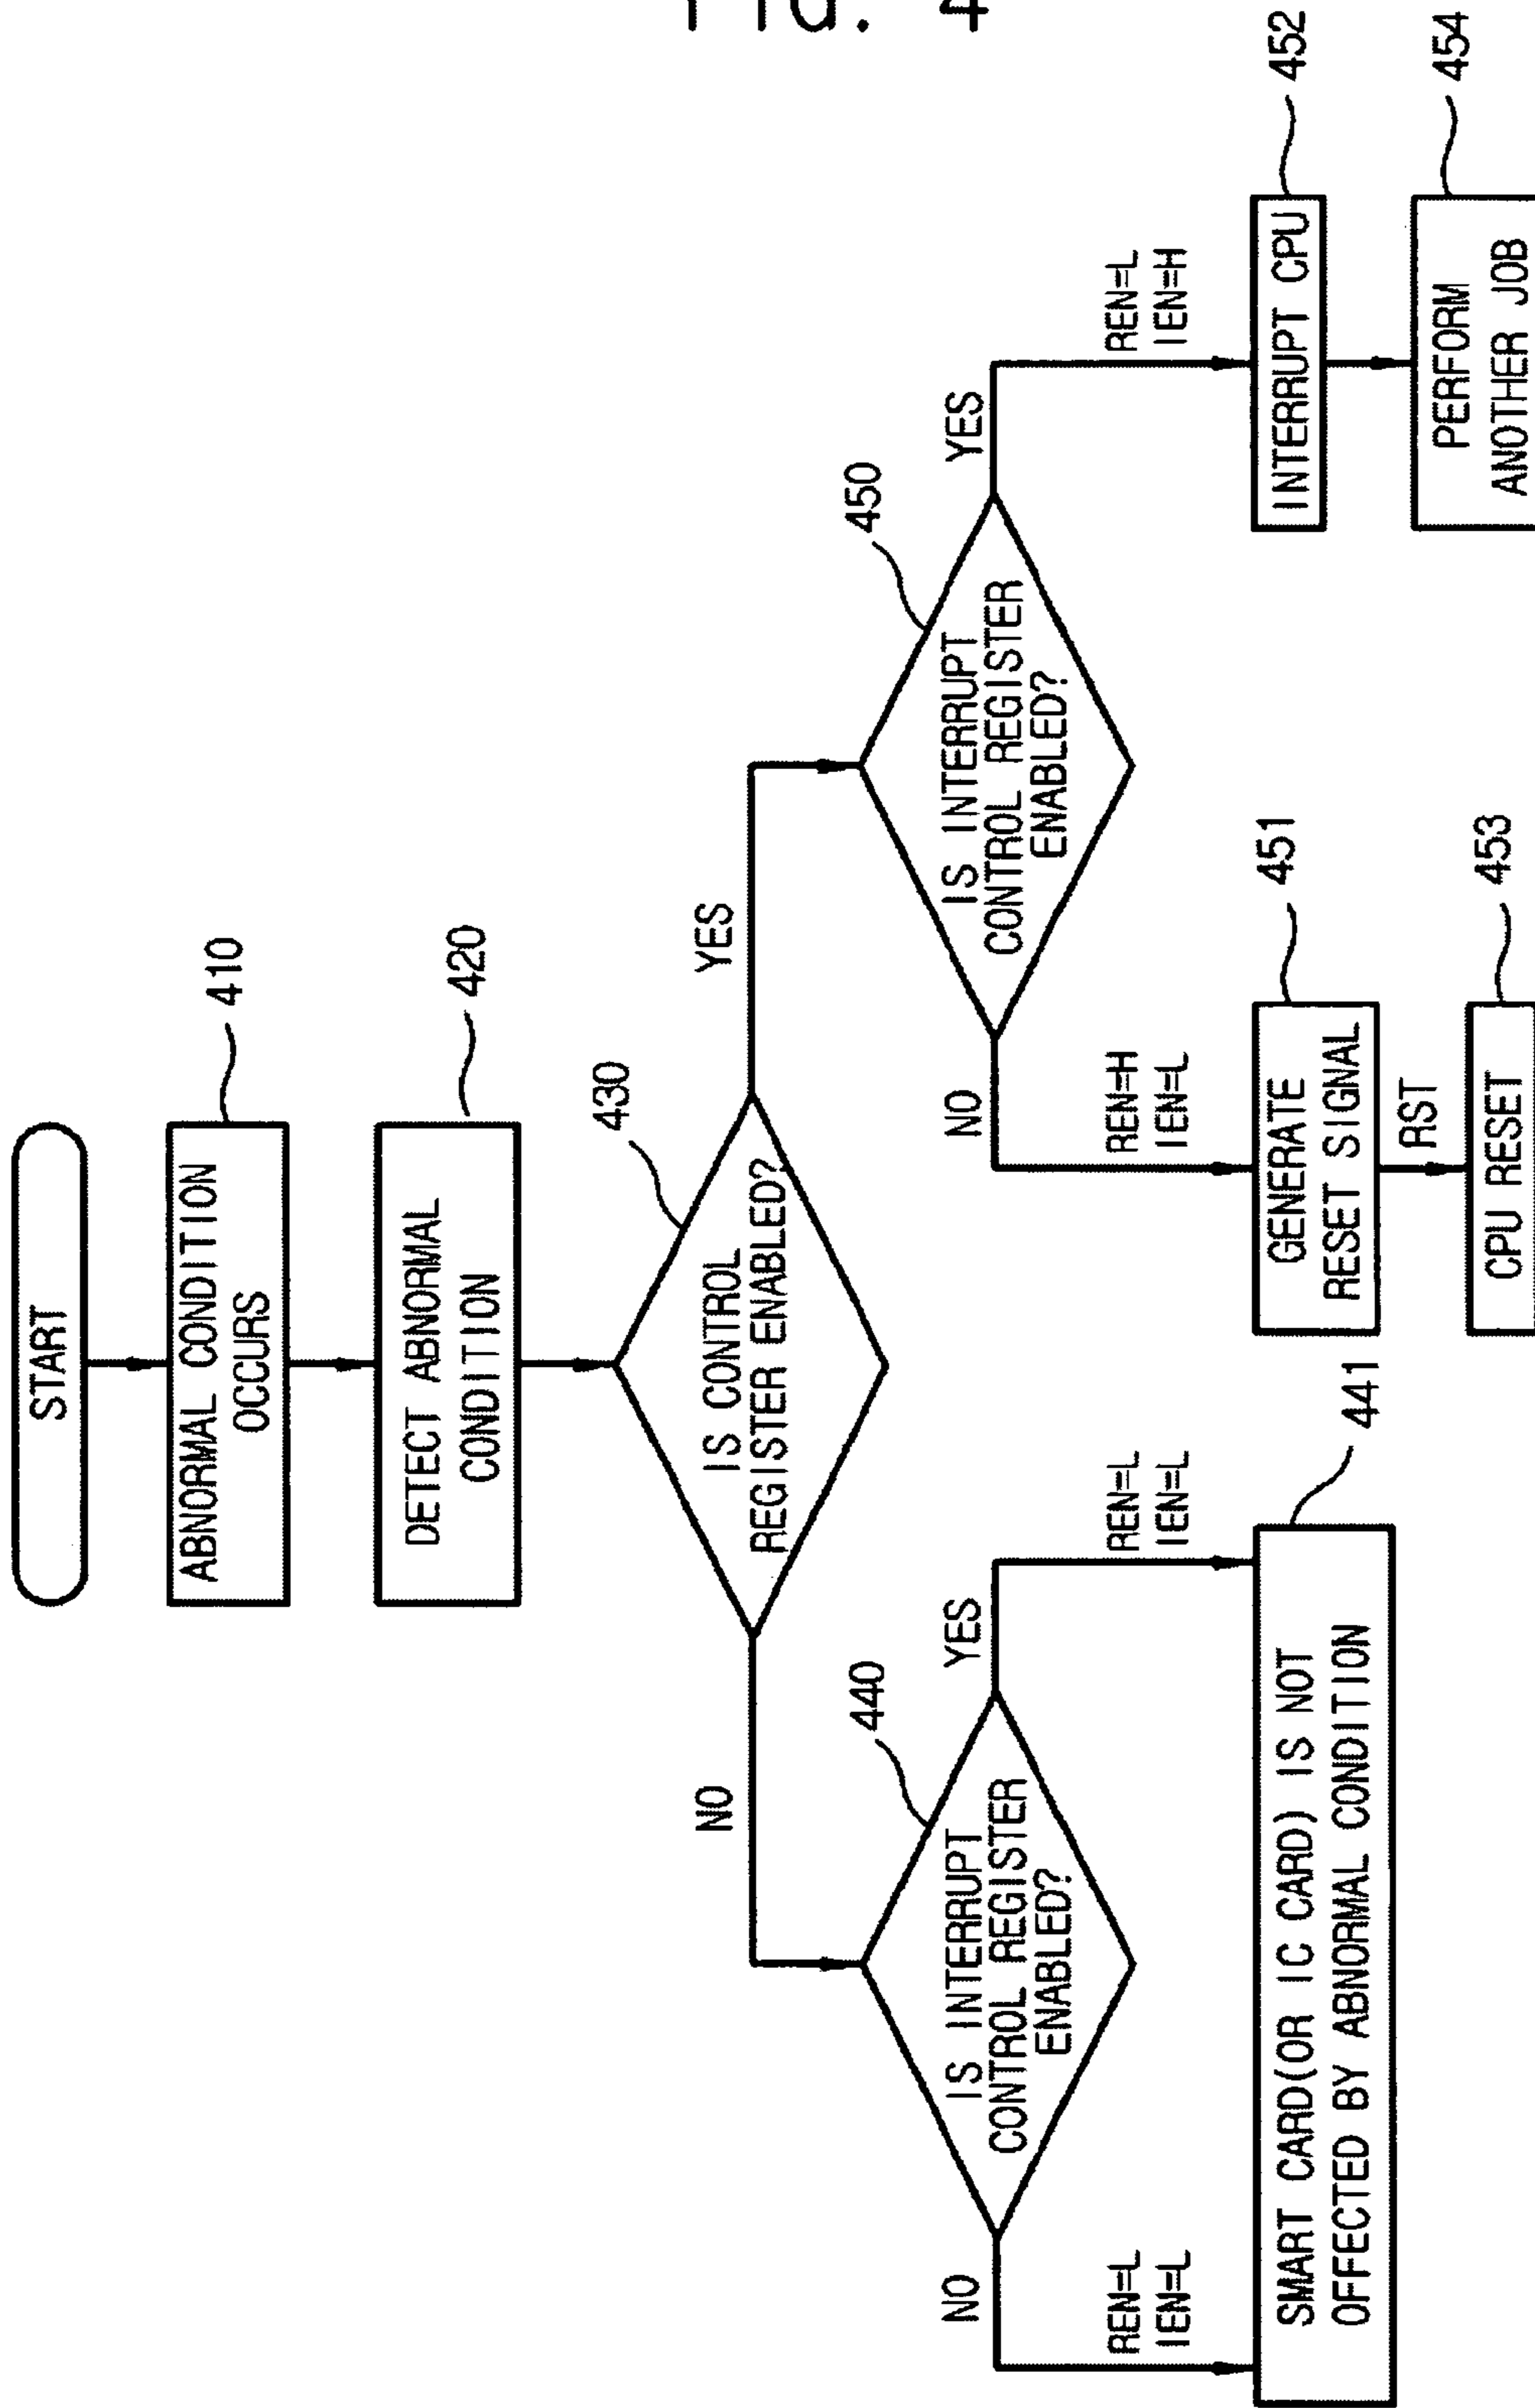 Fig. 4
START
ABNORMAL CONDITION
OCCURS
410
DETECT ABNORMAL
CONDITION
420
IS CONTROL
REGISTER ENABLED?
430
NO
YES
IS INTERRUPT
CONTROL REGISTER
ENABLED?
440
IS INTERRUPT
CONTROL REGISTER
ENABLED?
450
NO
YES
NO
YES
REN=L
IEN=L
REN=L
IEN=L
REN=H
IEN=L
REN=L
IEN=H
SMART CARD(OR IC CARD) IS NOT
OFFECTED BY ABNORMAL CONDITION
441
GENERATE
RESET SIGNAL
451
INTERRUPT CPU
452
RST
CPU RESET
453
PERFORM
ANOTHER JOB
454